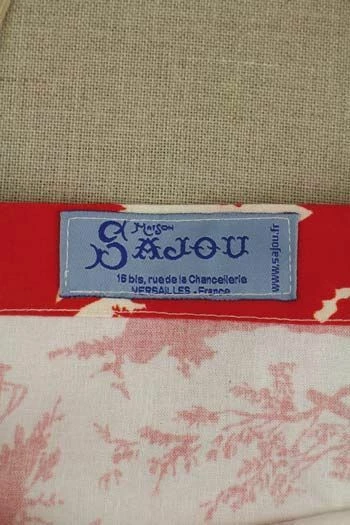 Maison
SAJOU
16 bis, rue de la Chancellerie
VERSAILLES - France
www.sajou.fr